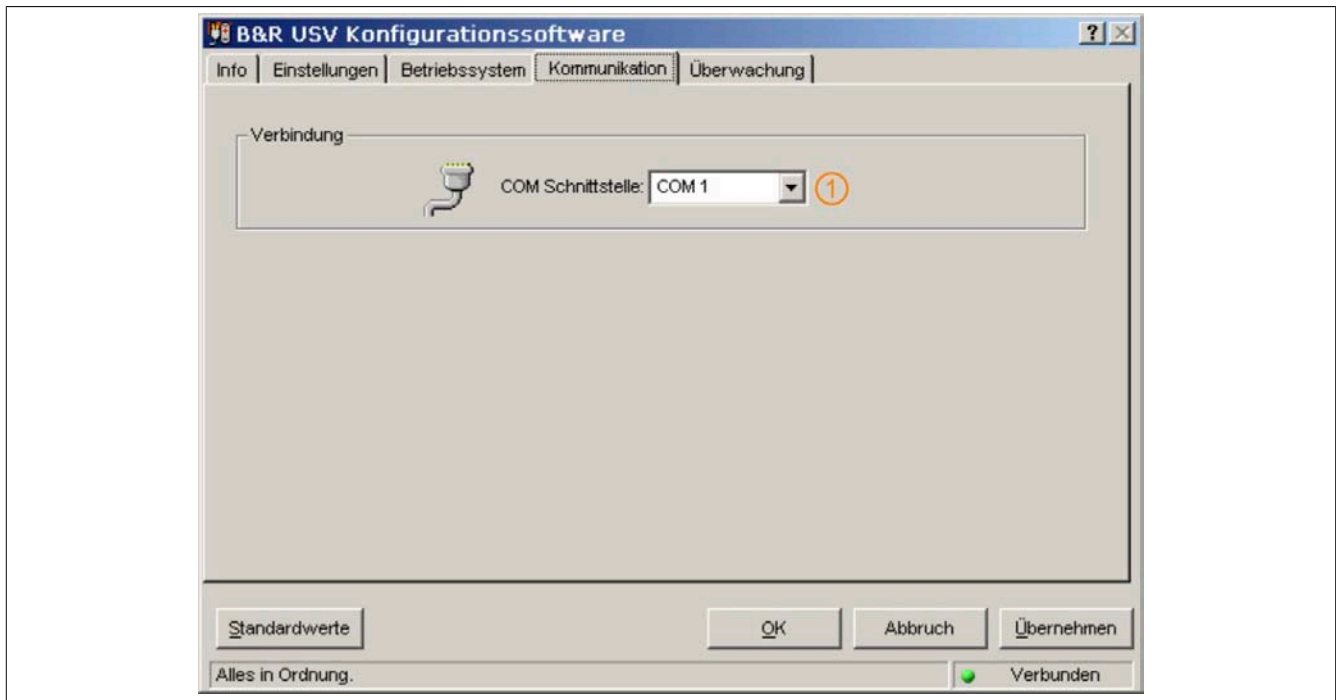 B&R USV Konfigurationssoftware
Info Einstellungen Betriebssystem Kommunikation Überwachung
Verbindung
COM Schnittstelle: COM 1 1
Standardwerte OK Abbruch Übernehmen
Alles in Ordnung. Verbunden